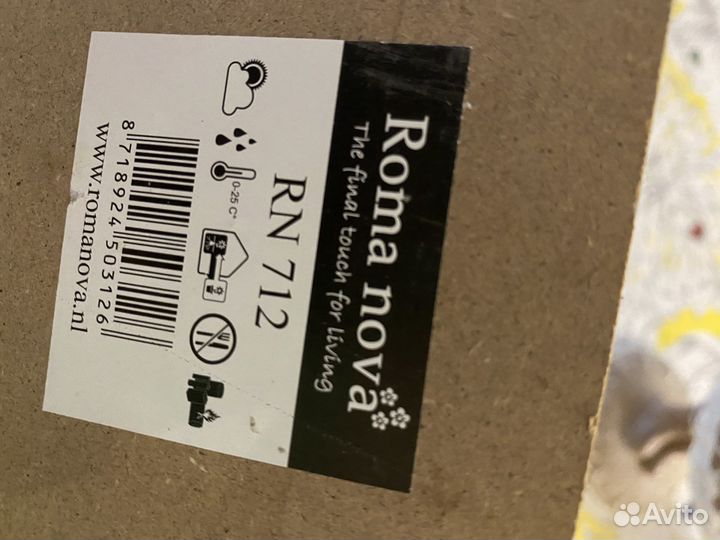 Roma nova
The final touch for living
RN 712
0-25 C°
8 718924 503126
www.romanova.nl
Avito